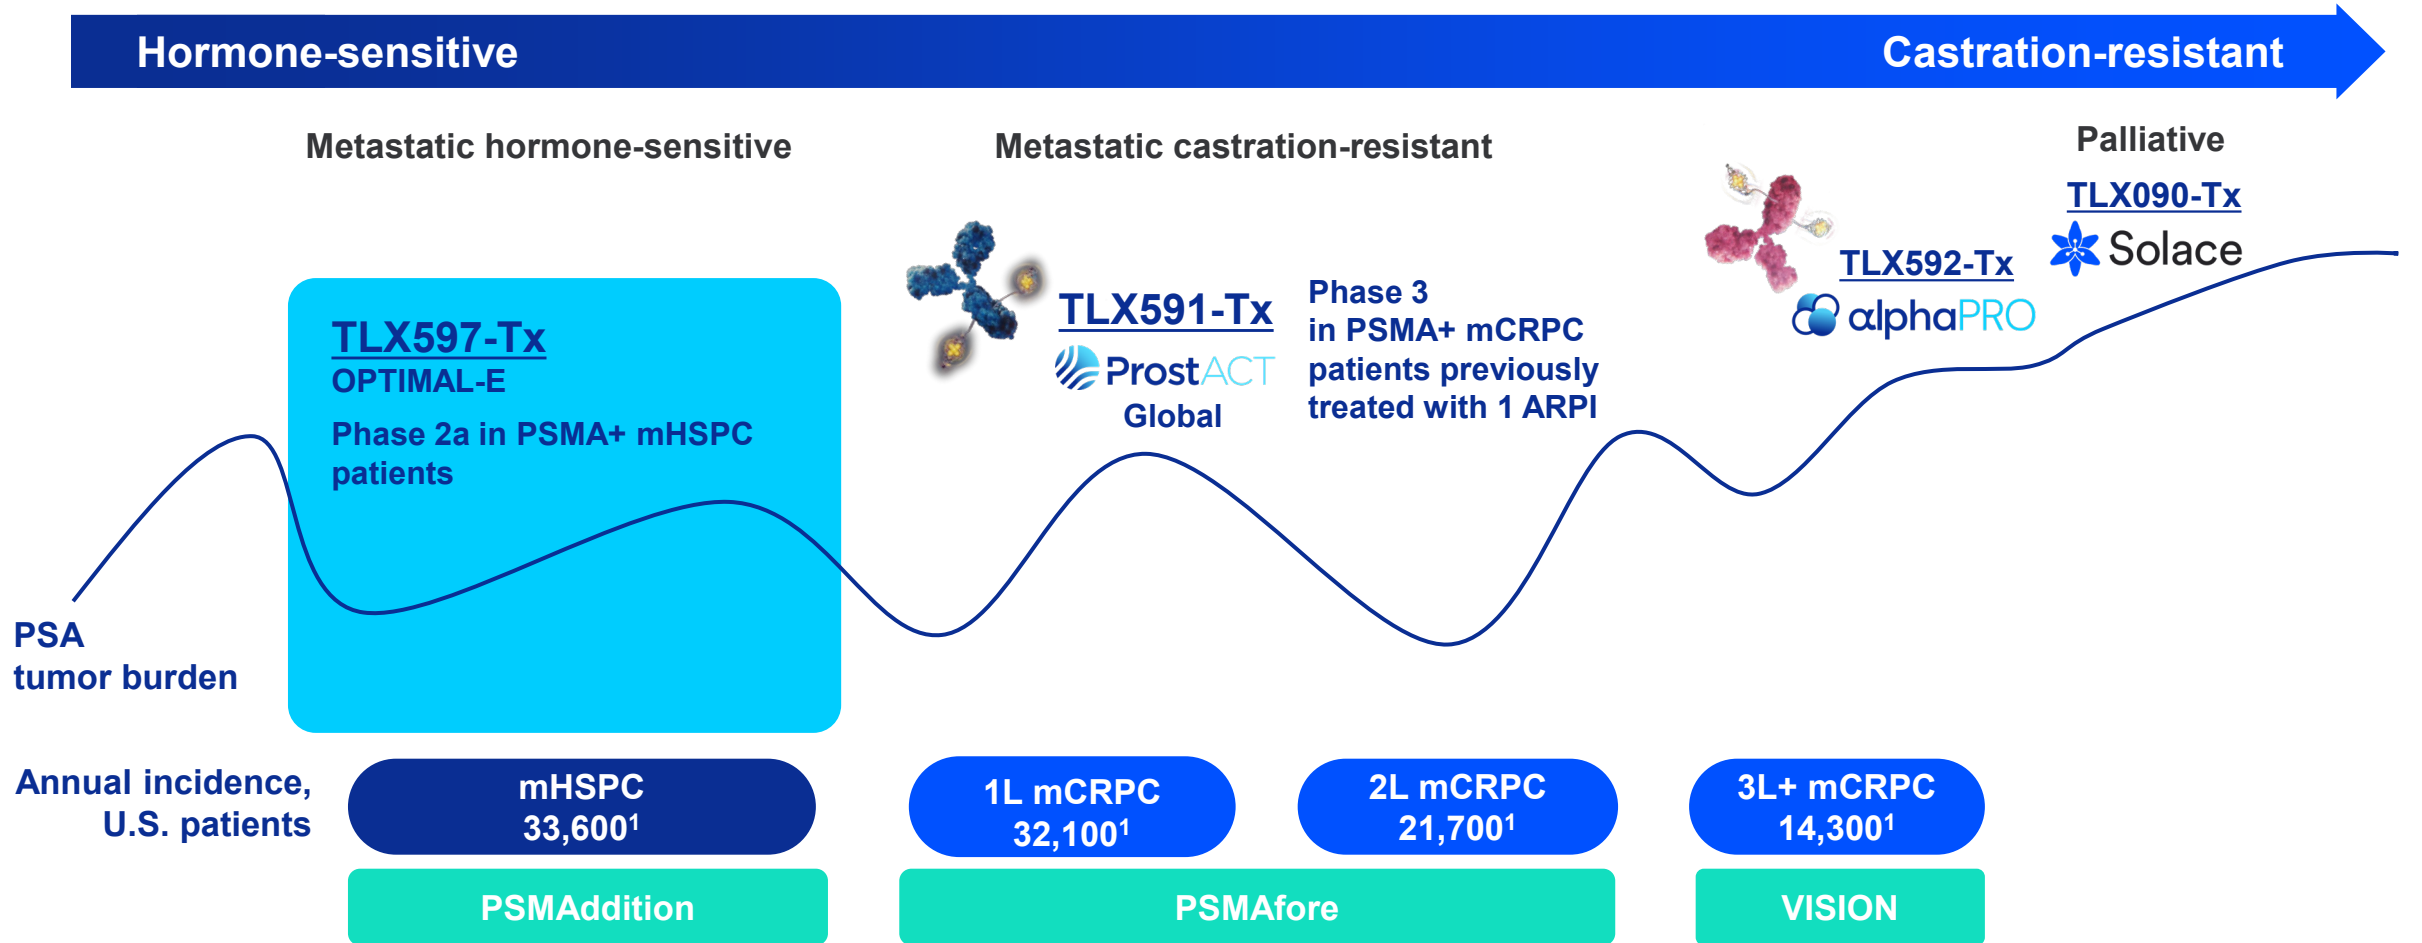 Hormone-sensitive
Castration-resistant
Metastatic hormone-sensitive
Metastatic castration-resistant
Palliative
TLX090-Tx
Solace
TLX592-Tx
αlphaPRO
TLX591-Tx
ProstACT
Global
Phase 3
in PSMA+ mCRPC
patients previously
treated with 1 ARPI
TLX597-Tx
OPTIMAL-E
Phase 2a in PSMA+ mHSPC
patients
PSA
tumor burden
Annual incidence,
U.S. patients
mHSPC
33,600¹
1L mCRPC
32,100¹
2L mCRPC
21,700¹
3L+ mCRPC
14,300¹
PSMAddition
PSMAfore
VISION